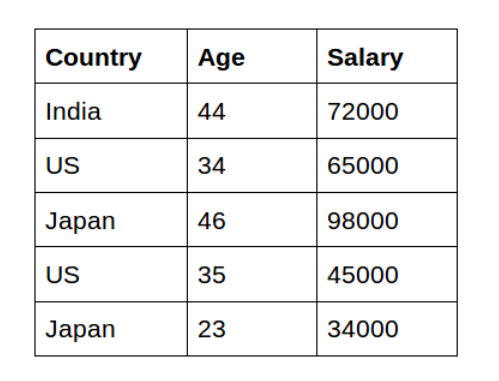 Country Age Salary
India 44 72000
US 34 65000
Japan 46 98000
US 35 45000
Japan 23 34000